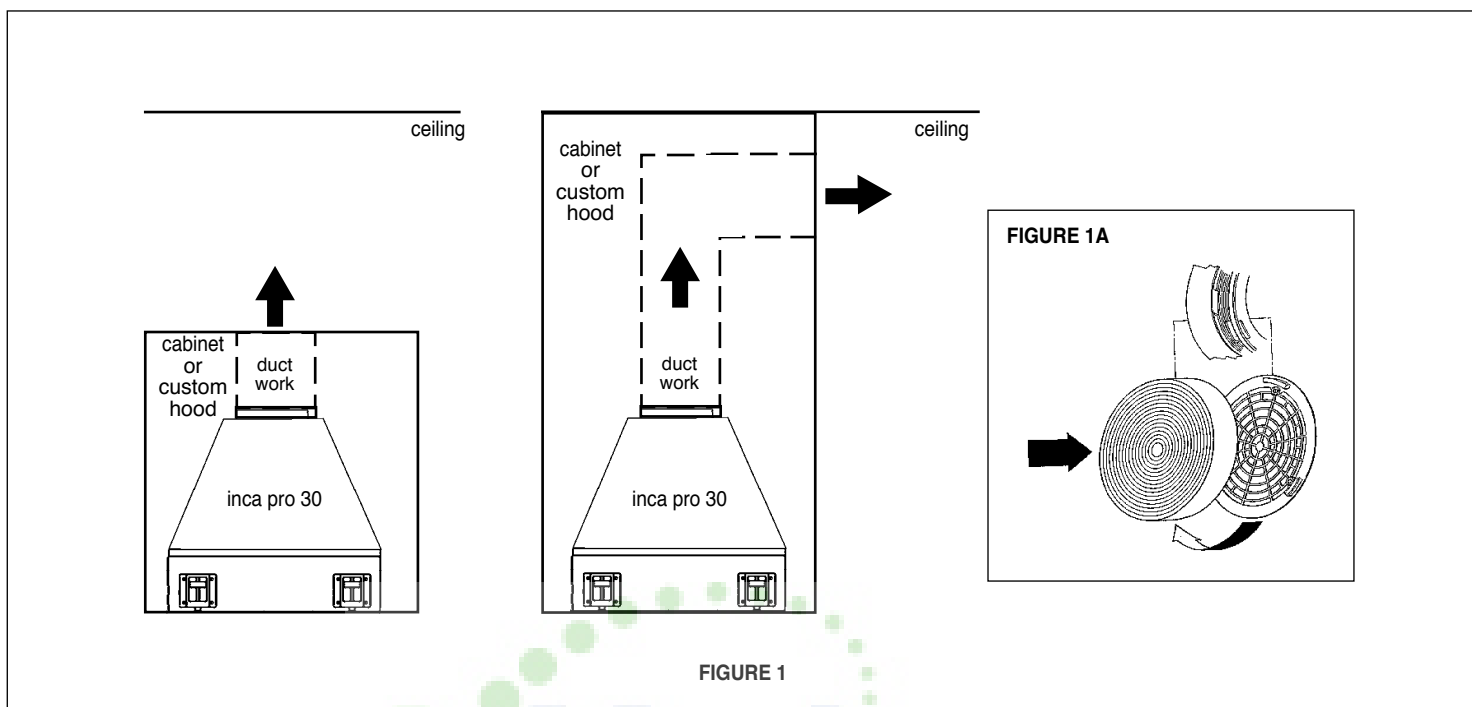 ceiling
cabinet
or
custom
hood
duct
work
inca pro 30
ceiling
cabinet
or
custom
hood
duct
work
inca pro 30
FIGURE 1A
FIGURE 1